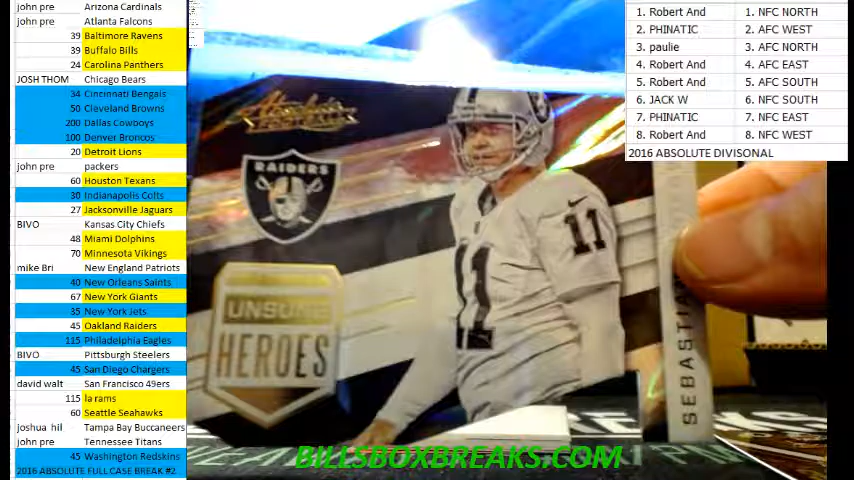 john pre Arizona Cardinals
john pre Atlanta Falcons
39 Baltimore Ravens
39 Buffalo Bills
24 Carolina Panthers
JOSH THOM Chicago Bears
34 Cincinnati Bengals
50 Cleveland Browns
200 Dallas Cowboys
100 Denver Broncos
20 Detroit Lions
john pre packers
60 Houston Texans
30 Indianapolis Colts
27 Jacksonville Jaguars
BIVO Kansas City Chiefs
48 Miami Dolphins
70 Minnesota Vikings
mike Bri New England Patriots
40 New Orleans Saints
67 New York Giants
35 New York Jets
45 Oakland Raiders
115 Philadelphia Eagles
BIVO Pittsburgh Steelers
45 San Diego Chargers
david walt San Francisco 49ers
115 la rams
60 Seattle Seahawks
joshua hil Tampa Bay Buccaneers
john pre Tennessee Titans
45 Washington Redskins
2016 ABSOLUTE FULL CASE BREAK #2
Absolute
FOOTBALL
RAIDERS
UNSUNG
HEROES
11
11
SEBASTIA
BILLSBOXBREAKS.COM
1. Robert And 1. NFC NORTH
2. PHINATIC 2. AFC WEST
3. paulie 3. AFC NORTH
4. Robert And 4. AFC EAST
5. Robert And 5. AFC SOUTH
6. JACK W 6. NFC SOUTH
7. PHINATIC 7. NFC EAST
8. Robert And 8. NFC WEST
2016 ABSOLUTE DIVISONAL